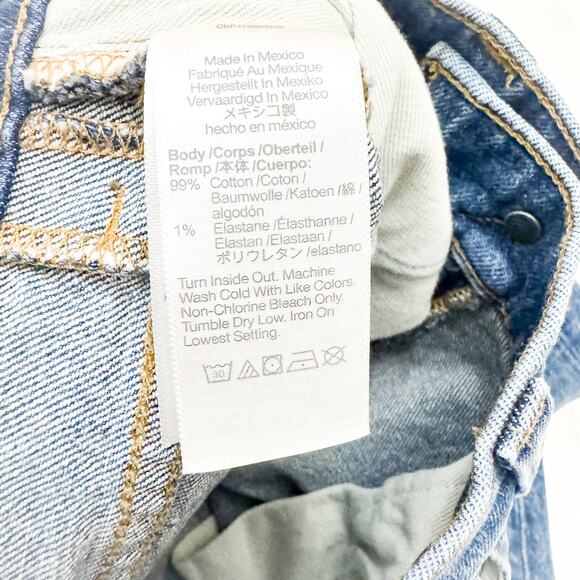 Made In Mexico
Fabriqué Au Mexique
Hergestellt In Mexiko
Vervaardigd In Mexico
メキシコ製
hecho en méxico
Body /Corps /Oberteil /
Romp /本体 /Cuerpo:
99% Cotton /Coton /
Baumwolle /Katoen /綿 /
algodón
1% Elastane /Élasthanne /
Elastan /Elastaan /
ポリウレタン /elastano
Turn Inside Out. Machine
Wash Cold With Like Colors.
Non-Chlorine Bleach Only.
Tumble Dry Low. Iron On
Lowest Setting.
30